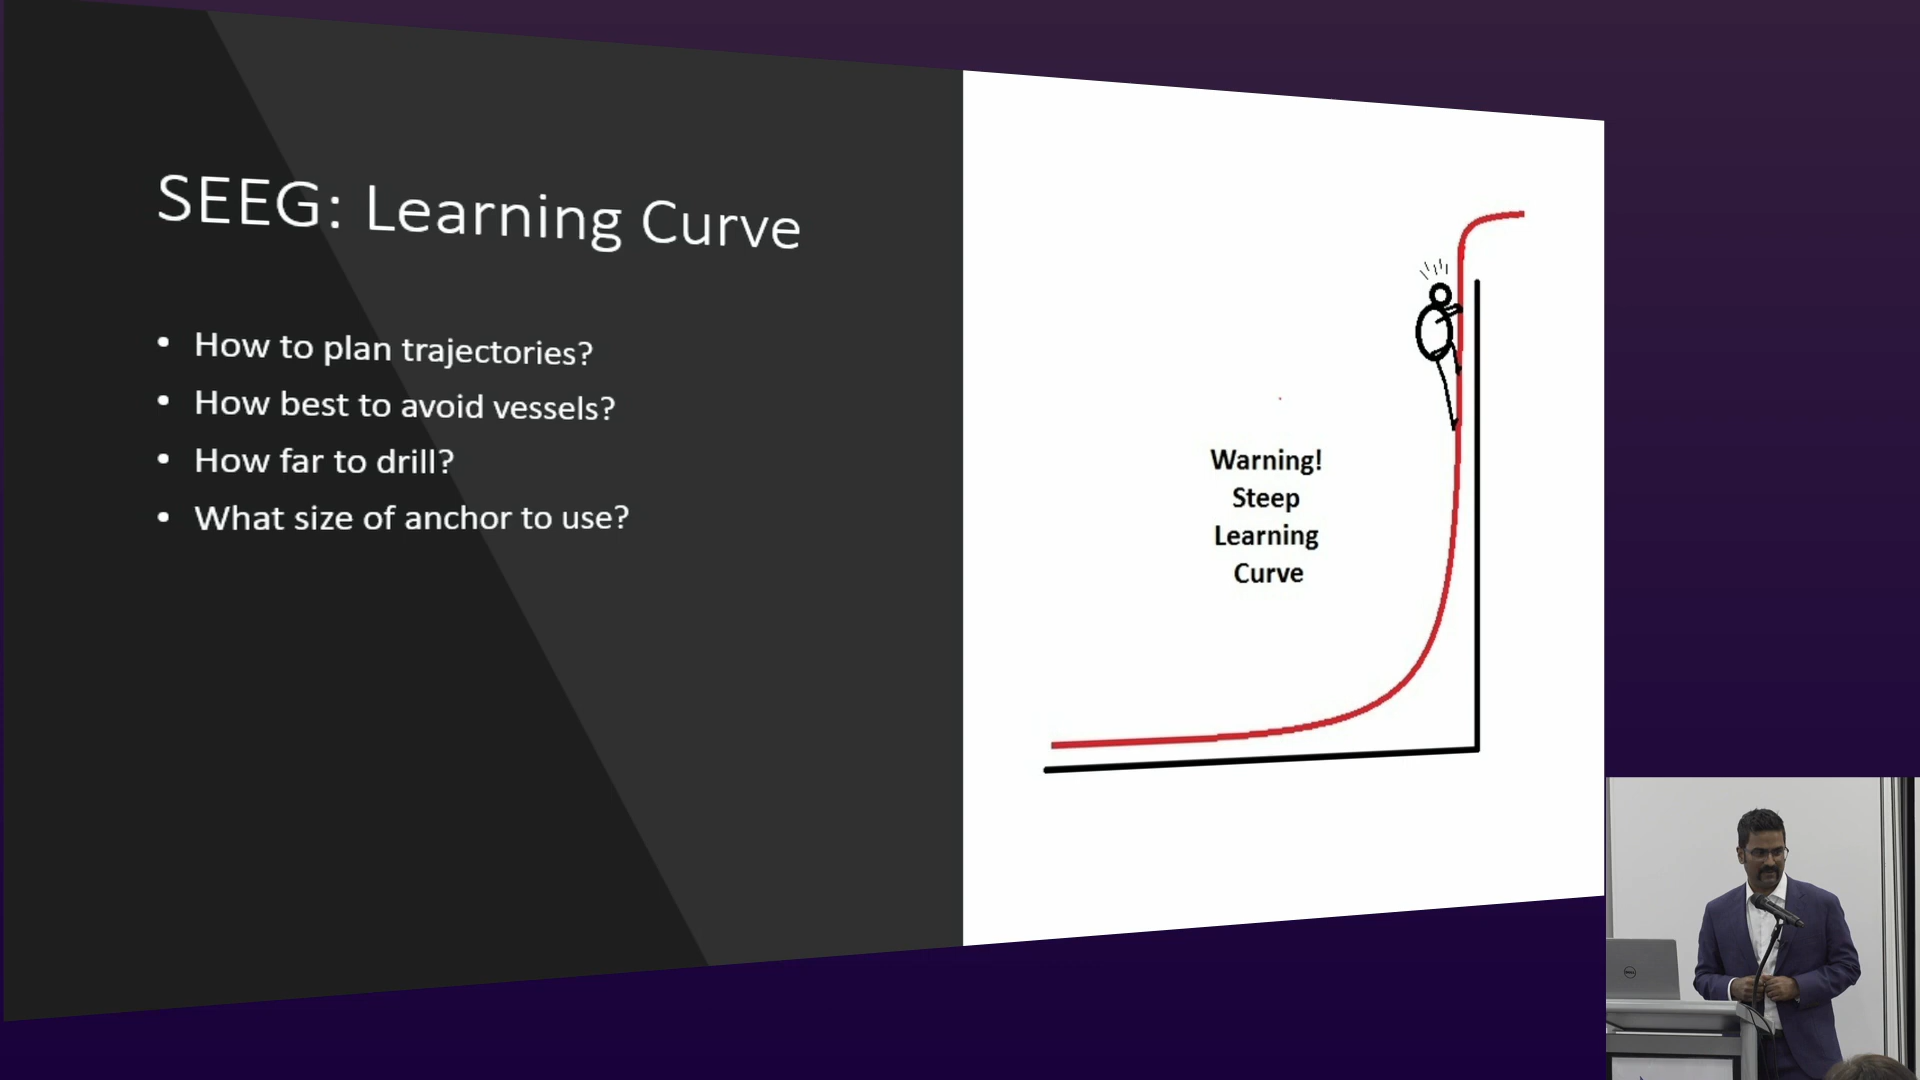 SEEG: Learning Curve
• How to plan trajectories?
• How best to avoid vessels?
• How far to drill?
• What size of anchor to use?
Warning!
Steep
Learning
Curve